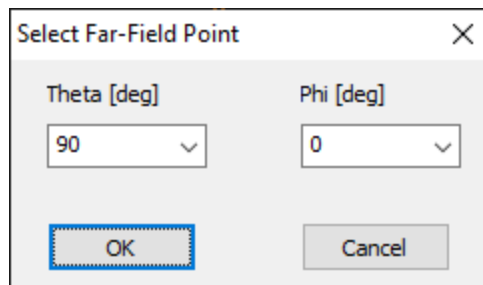 Select Far-Field Point
Theta [deg] Phi [deg]
90 0
OK Cancel